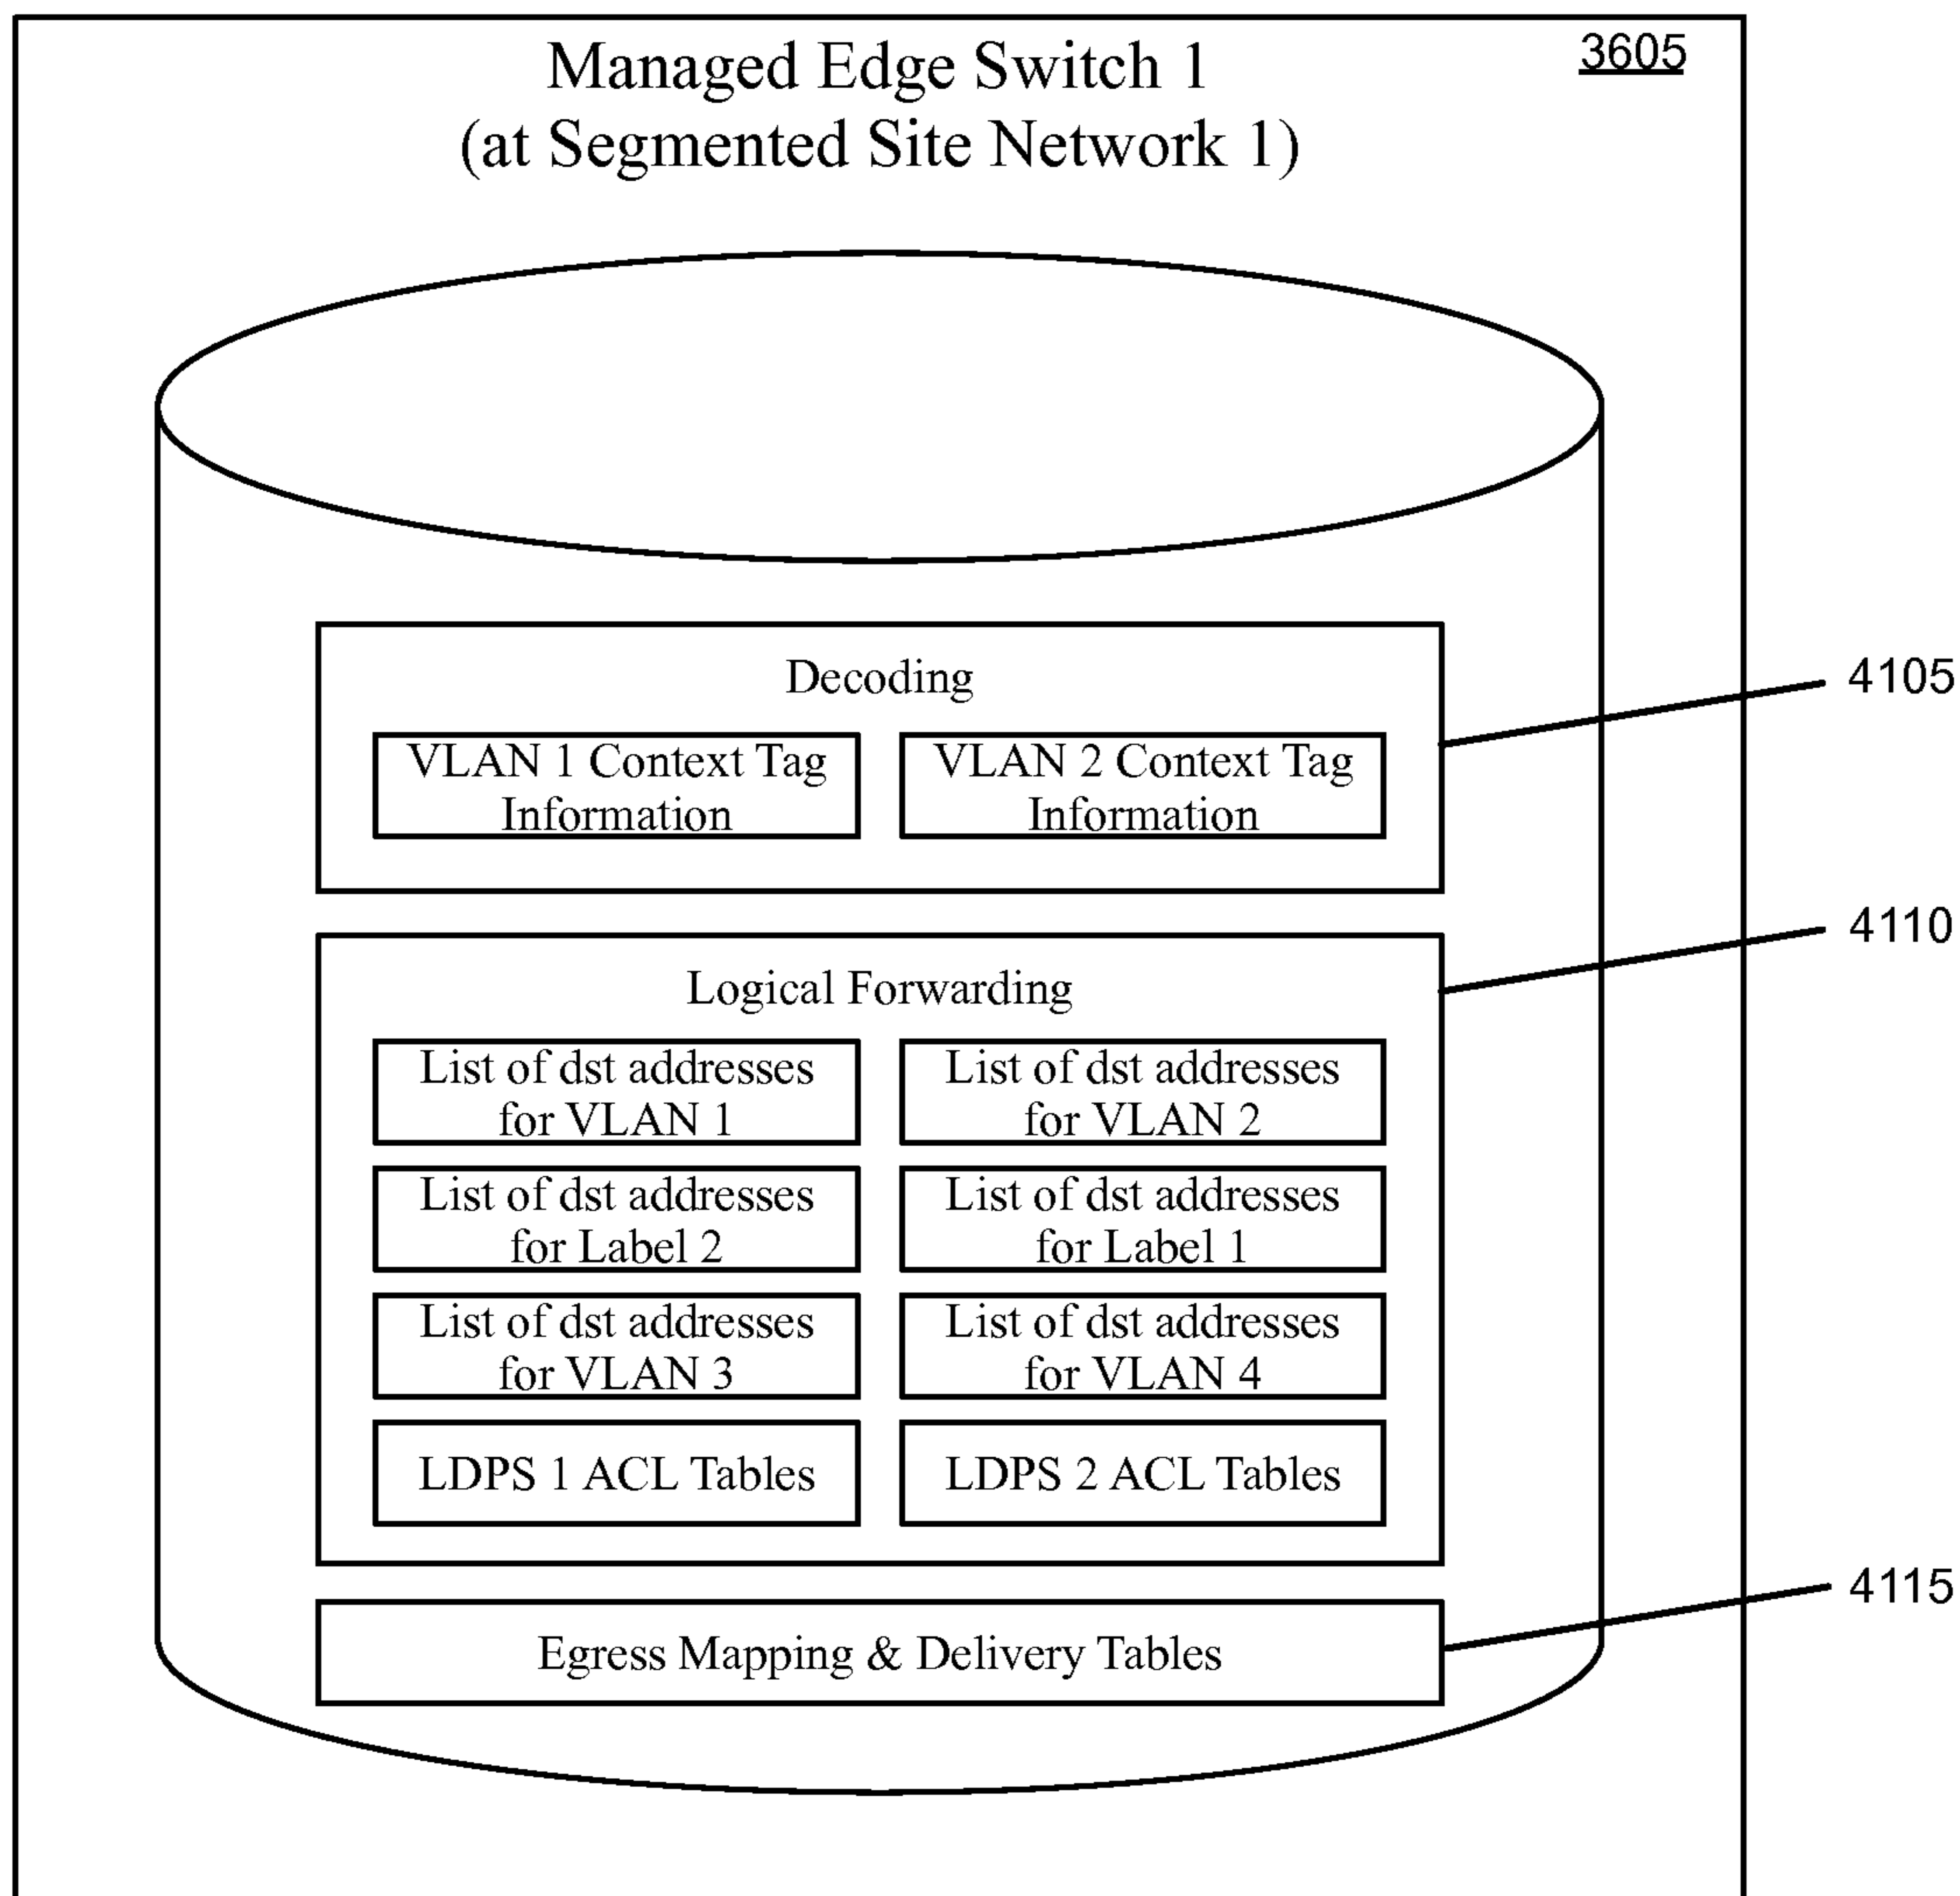 Managed Edge Switch 1
(at Segmented Site Network 1)
3605
Decoding
VLAN 1 Context Tag
Information
VLAN 2 Context Tag
Information
4105
Logical Forwarding
4110
List of dst addresses
for VLAN 1
List of dst addresses
for VLAN 2
List of dst addresses
for Label 2
List of dst addresses
for Label 1
List of dst addresses
for VLAN 3
List of dst addresses
for VLAN 4
LDPS 1 ACL Tables
LDPS 2 ACL Tables
Egress Mapping & Delivery Tables
4115